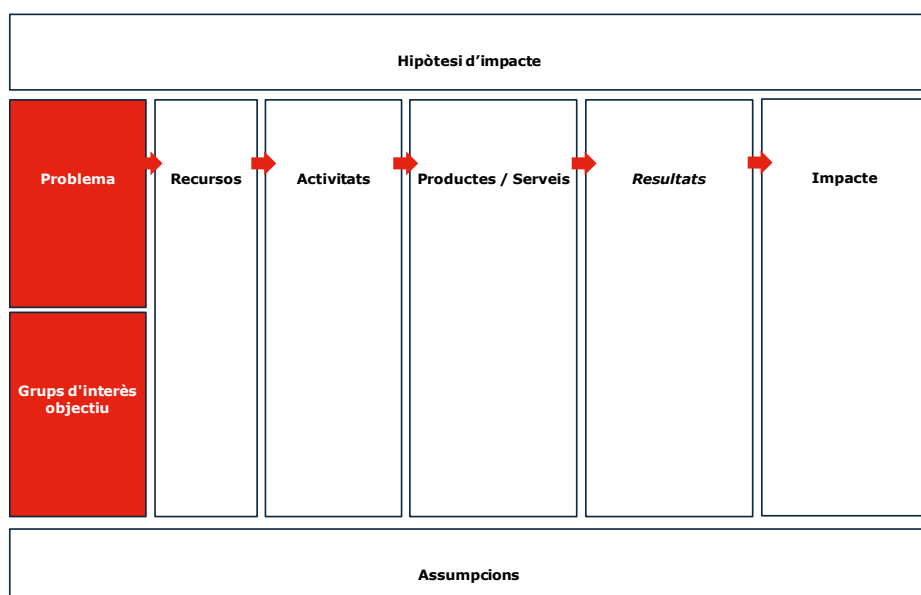 Hipòtesi d’impacte
Problema
Recursos
Activitats
Productes / Serveis
Resultats
Impacte
Grups d'interès
objectiu
Assumpcions